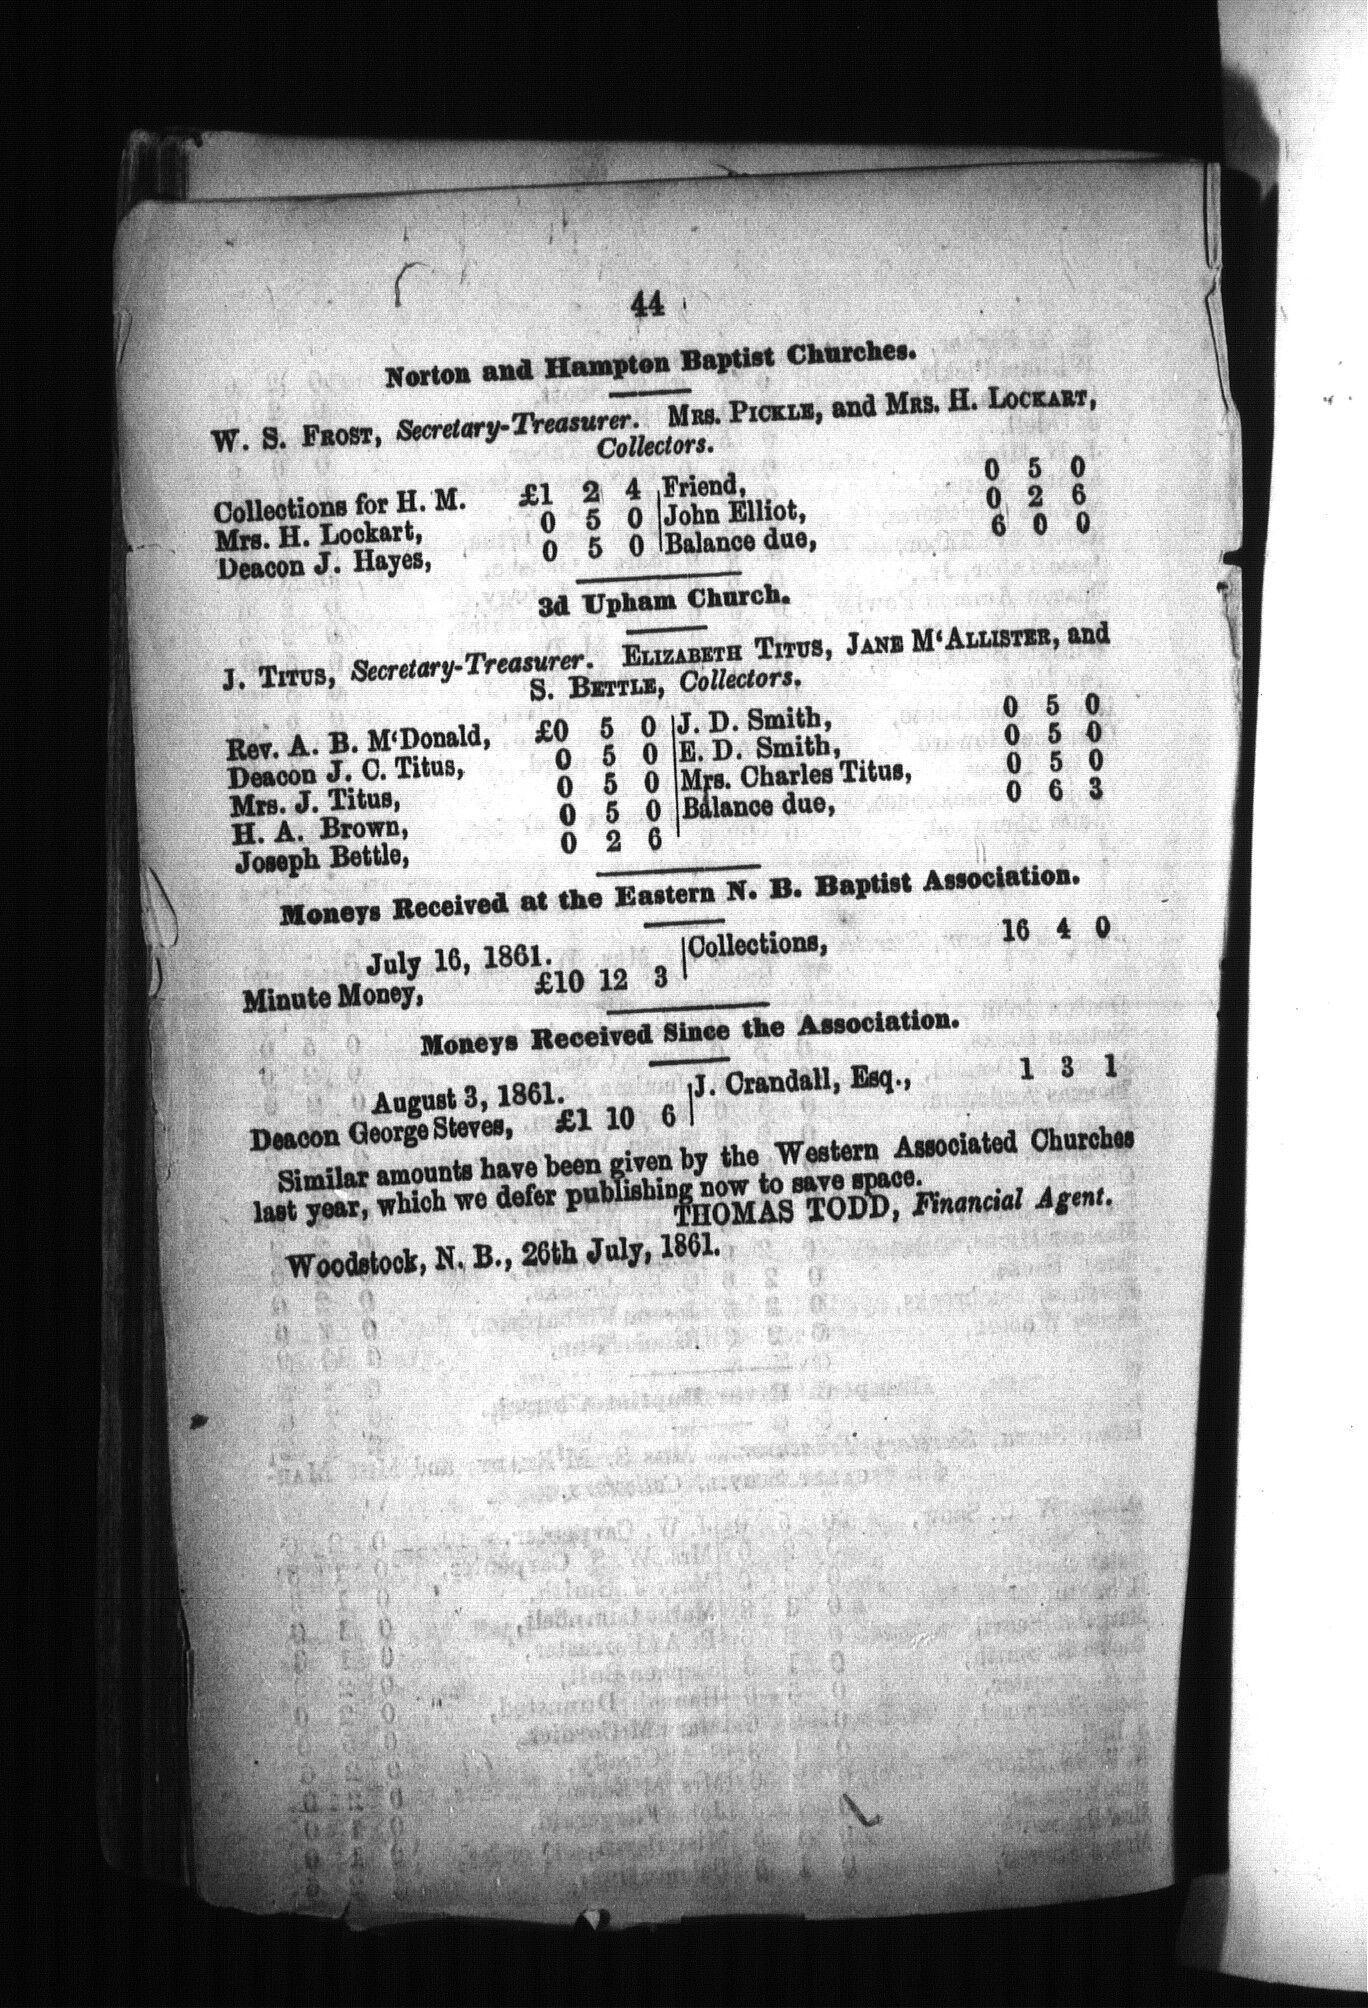 44
Norton and Hampton Baptist Churches.
W. S. FROST, Secretary-Treasurer. MRS. PICKLE, and MRS. H. LOCKART,
Collectors.
Collections for H. M. £1 2 4
Mrs. H. Lockart, 0 5 0
Deacon J. Hayes, 0 5 0
Friend, 0 5 0
John Elliot, 0 2 6
Balance due, 6 0 0
3d Upham Church.
J. TITUS, Secretary-Treasurer. ELIZABETH TITUS, JANE M‘ALLISTER, and
S. BETTLE, Collectors.
Rev. A. B. M‘Donald, £0 5 0
Deacon J. C. Titus, 0 5 0
Mrs. J. Titus, 0 5 0
H. A. Brown, 0 5 0
Joseph Bettle, 0 2 6
J. D. Smith, 0 5 0
E. D. Smith, 0 5 0
Mrs. Charles Titus, 0 5 0
Balance due, 0 6 3
Moneys Received at the Eastern N. B. Baptist Association.
July 16, 1861.
Minute Money, £10 12 3
Collections, 16 4 0
Moneys Received Since the Association.
August 3, 1861.
Deacon George Steves, £1 10 6
J. Crandall, Esq., 1 3 1
Similar amounts have been given by the Western Associated Churches
last year, which we defer publishing now to save space.
THOMAS TODD, Financial Agent.
Woodstock, N. B., 26th July, 1861.